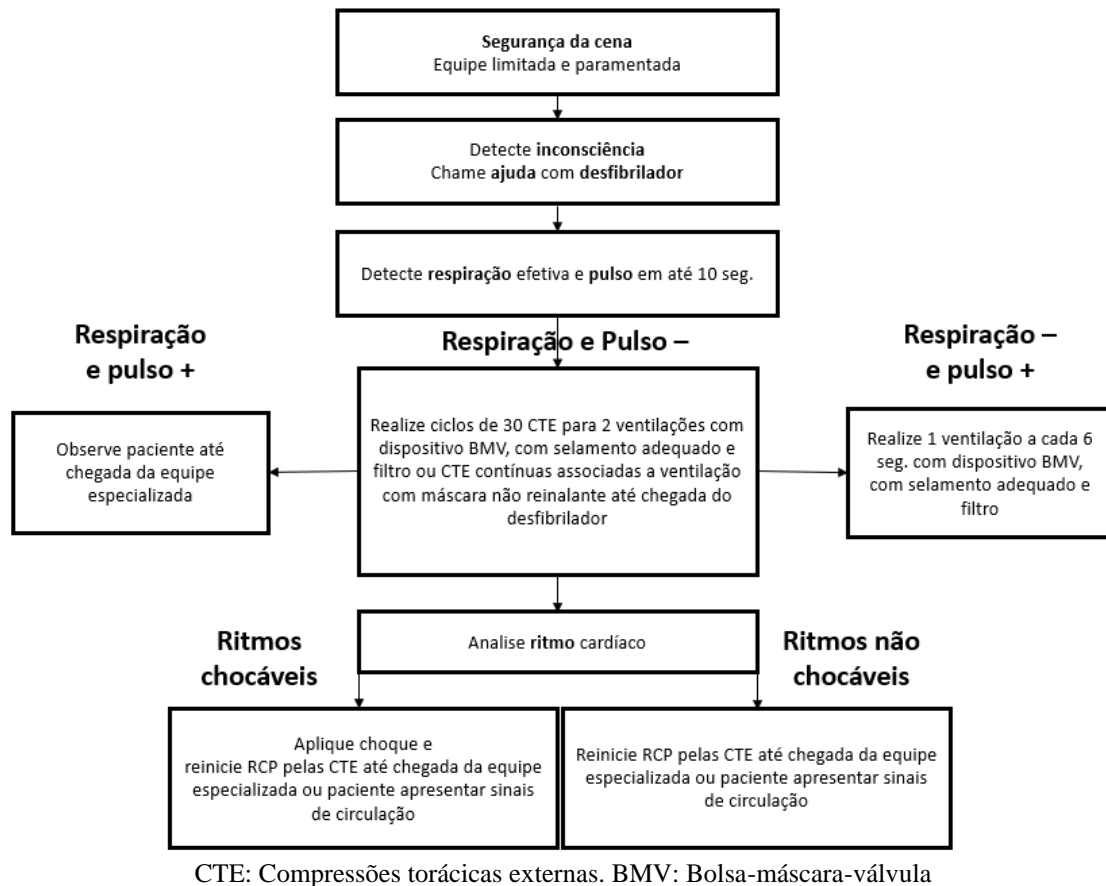 Segurança da cena
Equipe limitada e paramentada
Detecte inconsciência
Chame ajuda com desfibrilador
Detecte respiração efetiva e pulso em até 10 seg.
Respiração
e pulso +
Respiração e Pulso –
Respiração –
e pulso +
Observe paciente até
chegada da equipe
especializada
Realize ciclos de 30 CTE para 2 ventilações com
dispositivo BMV, com selamento adequado e
filtro ou CTE contínuas associadas a ventilação
com máscara não reinalante até chegada do
desfibrilador
Realize 1 ventilação a cada 6
seg. com dispositivo BMV,
com selamento adequado e
filtro
Ritmos
chocáveis
Analise ritmo cardíaco
Ritmos não
chocáveis
Aplique choque e
reinicie RCP pelas CTE até chegada da equipe
especializada ou paciente apresentar sinais
de circulação
Reinicie RCP pelas CTE até chegada da equipe
especializada ou paciente apresentar sinais
de circulação
CTE: Compressões torácicas externas. BMV: Bolsa-máscara-válvula